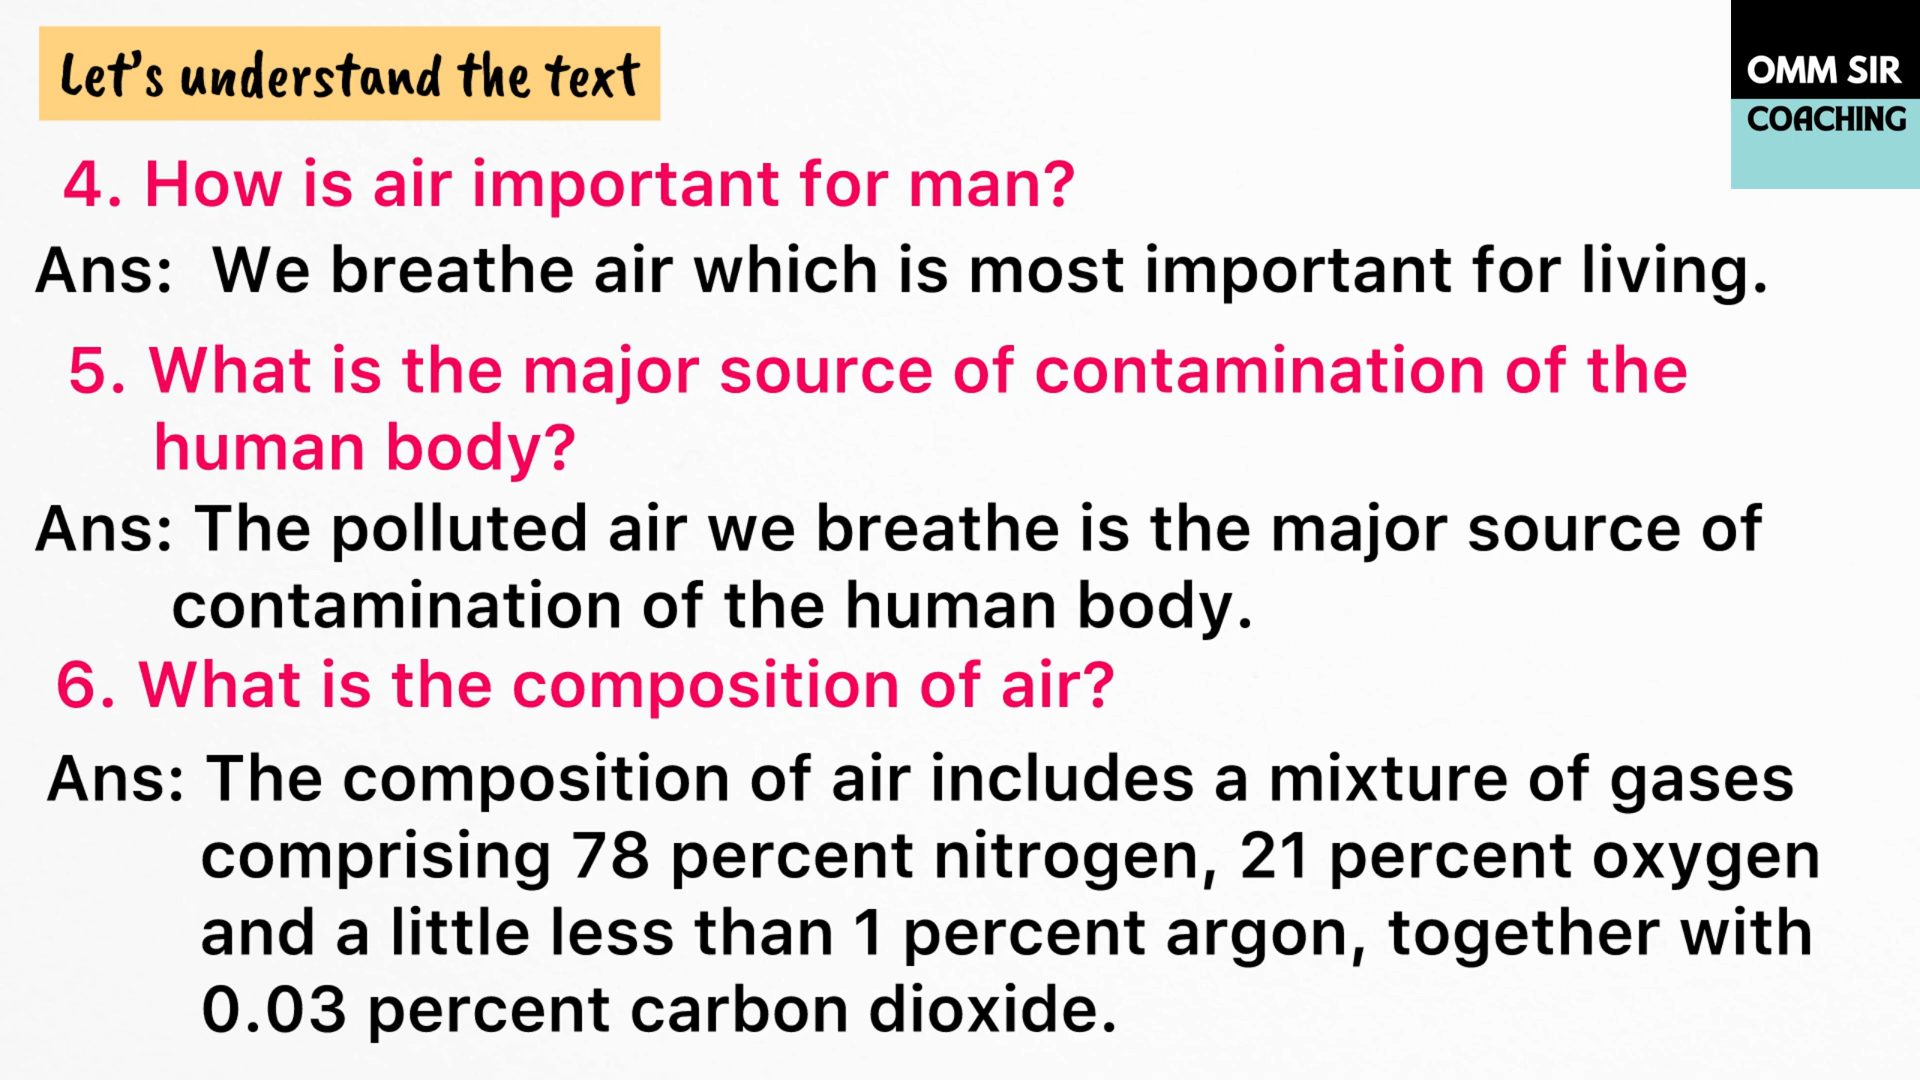 Let's understand the text
OMM SIR
COACHING
4. How is air important for man?
Ans: We breathe air which is most important for living.
5. What is the major source of contamination of the
human body?
Ans: The polluted air we breathe is the major source of
contamination of the human body.
6. What is the composition of air?
Ans: The composition of air includes a mixture of gases
comprising 78 percent nitrogen, 21 percent oxygen
and a little less than 1 percent argon, together with
0.03 percent carbon dioxide.